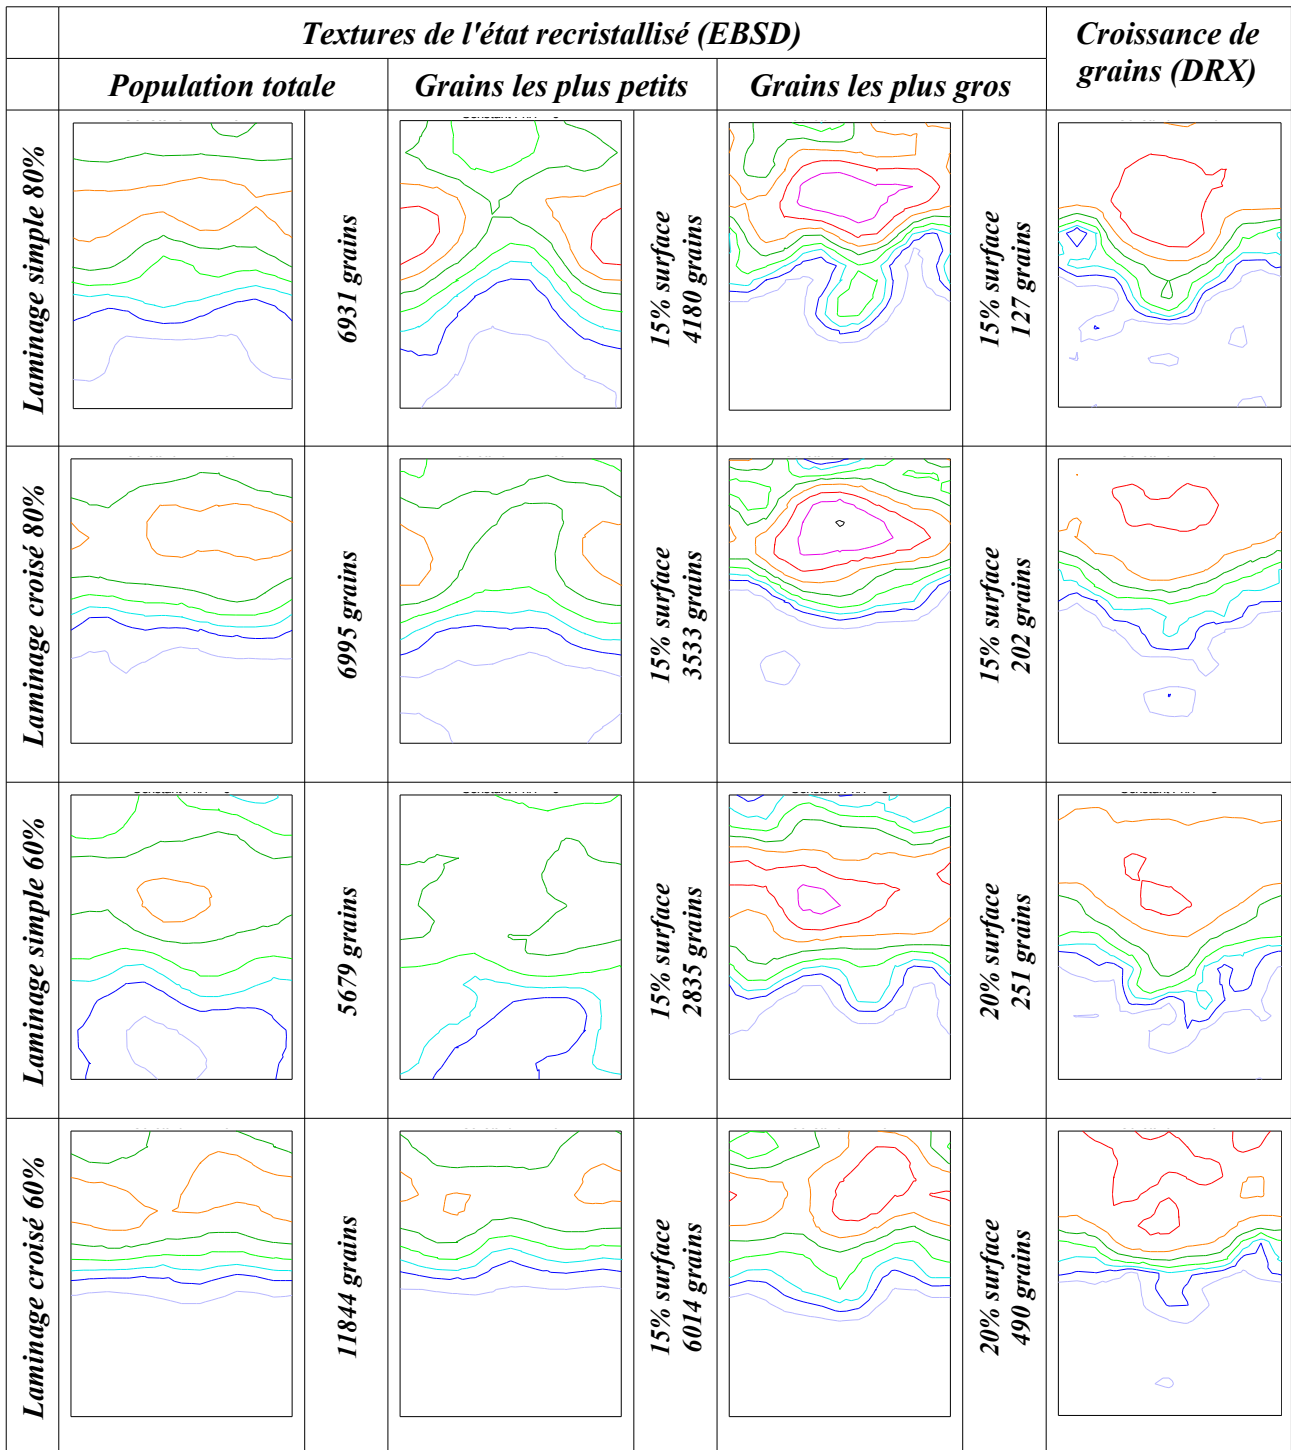 Textures de l'état recristallisé (EBSD)
Croissance de
grains (DRX)
Population totale
Grains les plus petits
Grains les plus gros
Laminage simple 80%
6931 grains
15% surface
4180 grains
15% surface
127 grains
Laminage croisé 80%
6995 grains
15% surface
3533 grains
15% surface
202 grains
Laminage simple 60%
5679 grains
15% surface
2835 grains
20% surface
251 grains
Laminage croisé 60%
11844 grains
15% surface
6014 grains
20% surface
490 grains